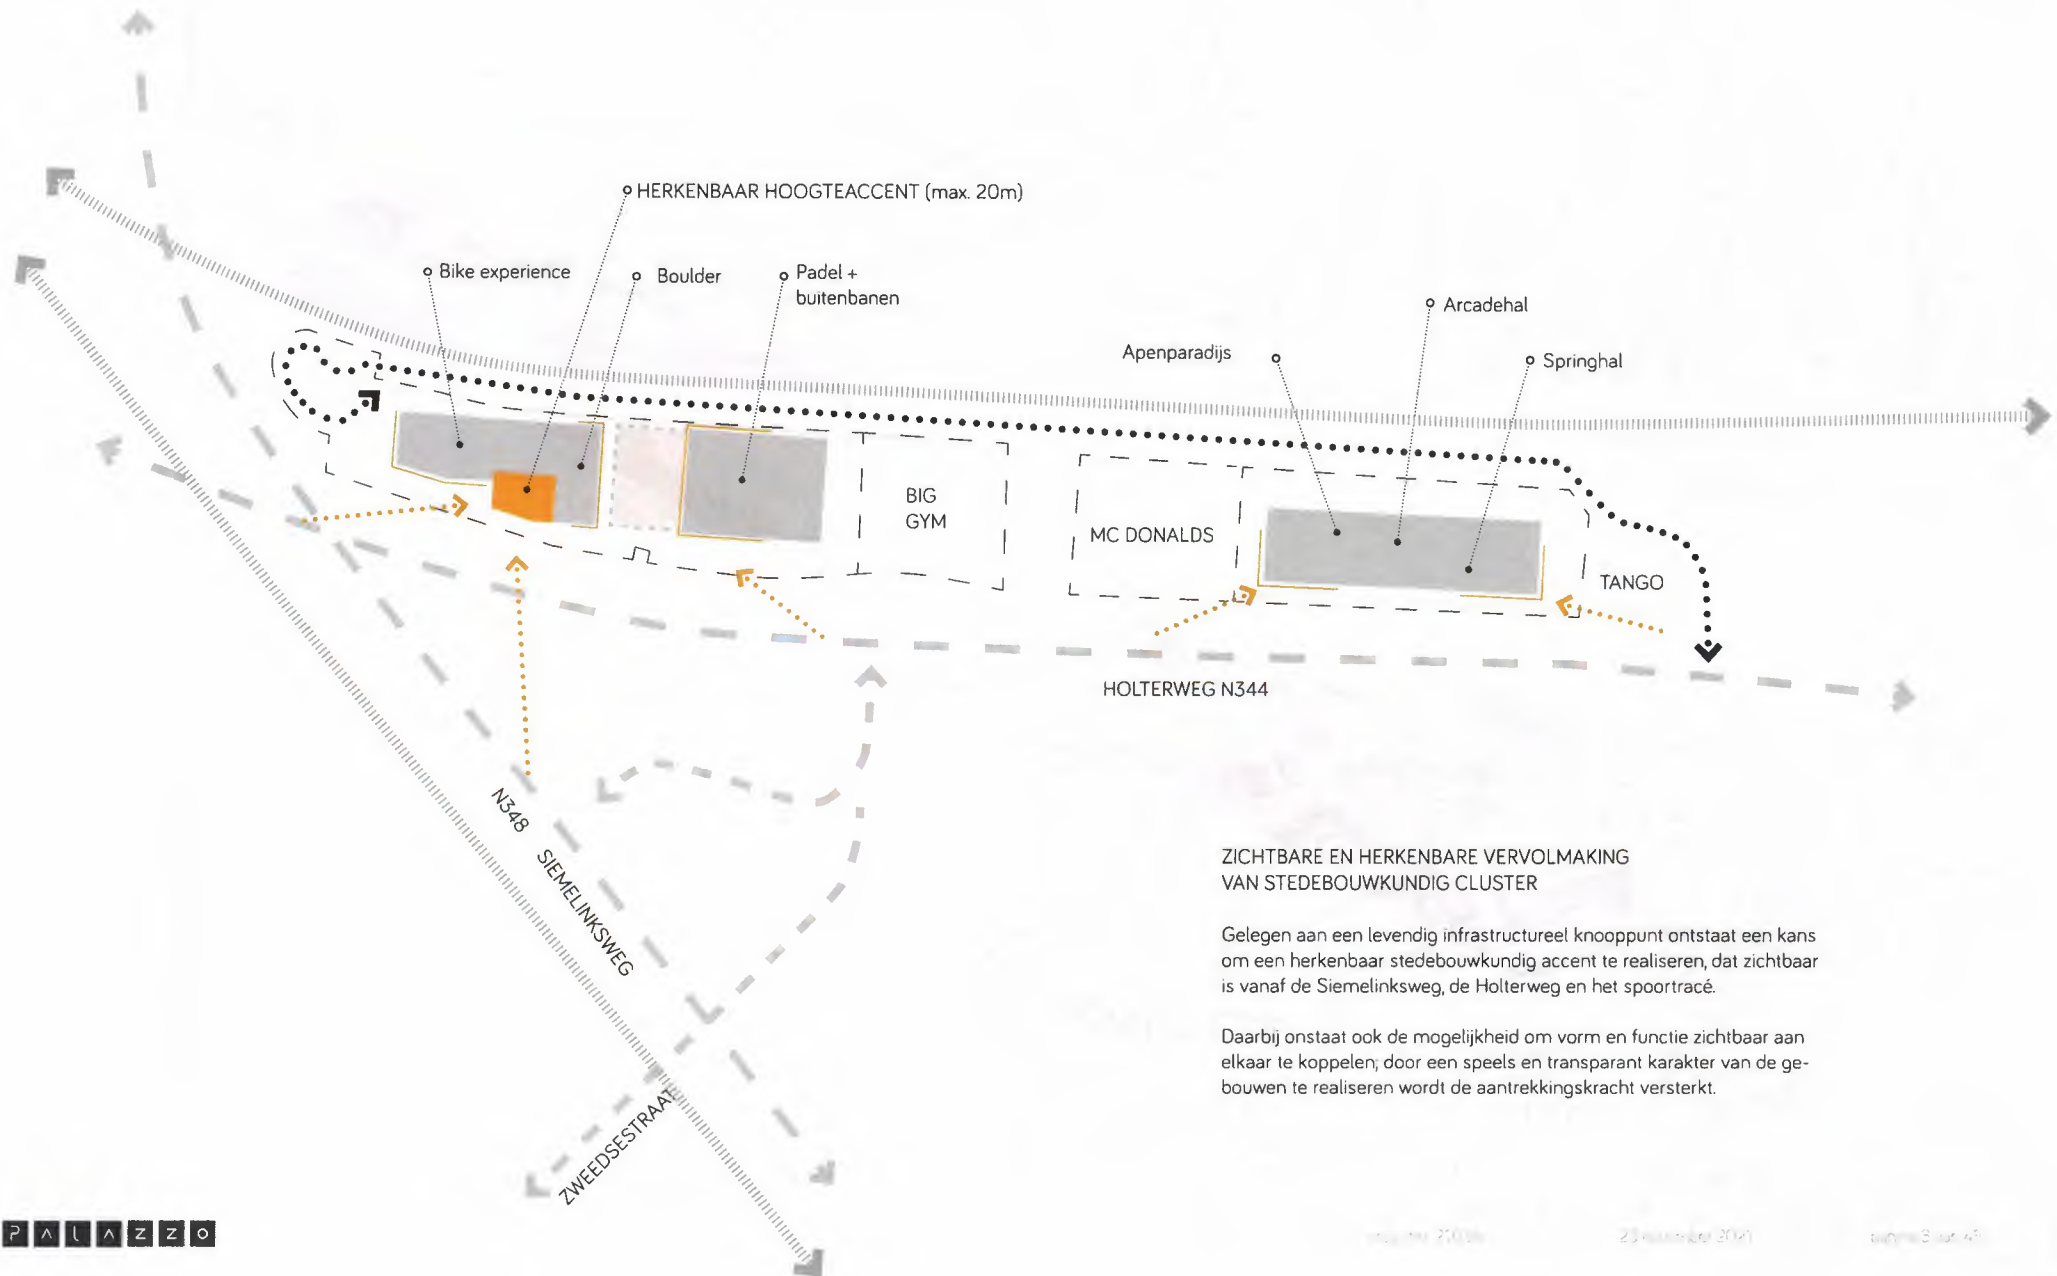 HERKENBAAR HOOGTEACCENT (max. 20m)
Bike experience
Boulder
Padel +
buitenbanen
Arcadehal
Apenparadijs
Springhal
BIG
GYM
MC DONALDS
TANGO
HOLTERWEG N344
N348 SIEMELINKSWEG
ZWEEDSESTRAAT
ZICHTBARE EN HERKENBARE VERVOLMAKING
VAN STEDEBOUWKUNDIG CLUSTER
Gelegen aan een levendig infrastructureel knooppunt ontstaat een kans
om een herkenbaar stedebouwkundig accent te realiseren, dat zichtbaar
is vanaf de Siemelinksweg, de Holterweg en het spoortracé.
Daarbij onstaat ook de mogelijkheid om vorm en functie zichtbaar aan
elkaar te koppelen; door een speels en transparant karakter van de ge-
bouwen te realiseren wordt de aantrekkingskracht versterkt.
PALAZZO